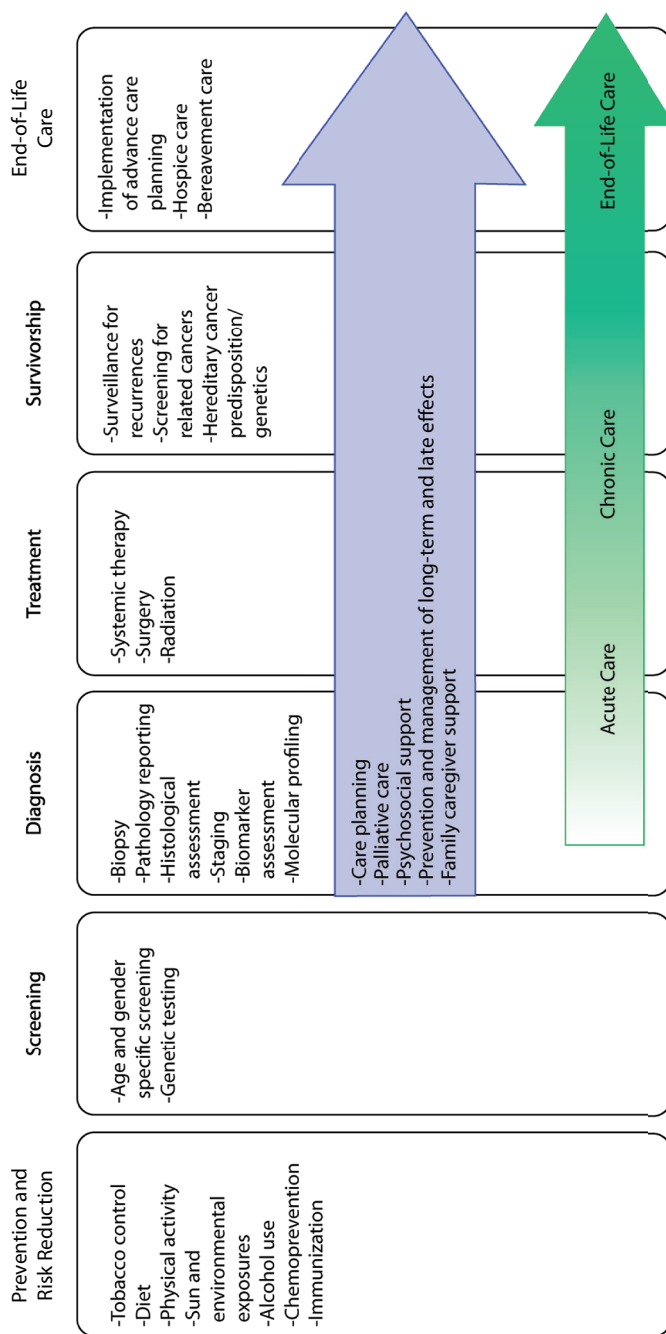 Prevention and
Risk Reduction
-Tobacco control
-Diet
-Physical activity
-Sun and
environmental
exposures
-Alcohol use
-Chemoprevention
-Immunization
Screening
-Age and gender
specific screening
-Genetic testing
Diagnosis
-Biopsy
-Pathology reporting
-Histological
assessment
-Staging
-Biomarker
assessment
-Molecular profiling
Treatment
-Systemic therapy
-Surgery
-Radiation
Survivorship
-Surveillance for
recurrences
-Screening for
related cancers
-Hereditary cancer
predisposition/
genetics
End-of-Life
Care
-Implementation
of advance care
planning
-Hospice care
-Bereavement care
-Care planning
-Palliative care
-Psychosocial support
-Prevention and management of long-term and late effects
-Family caregiver support
Acute Care
Chronic Care
End-of-Life Care